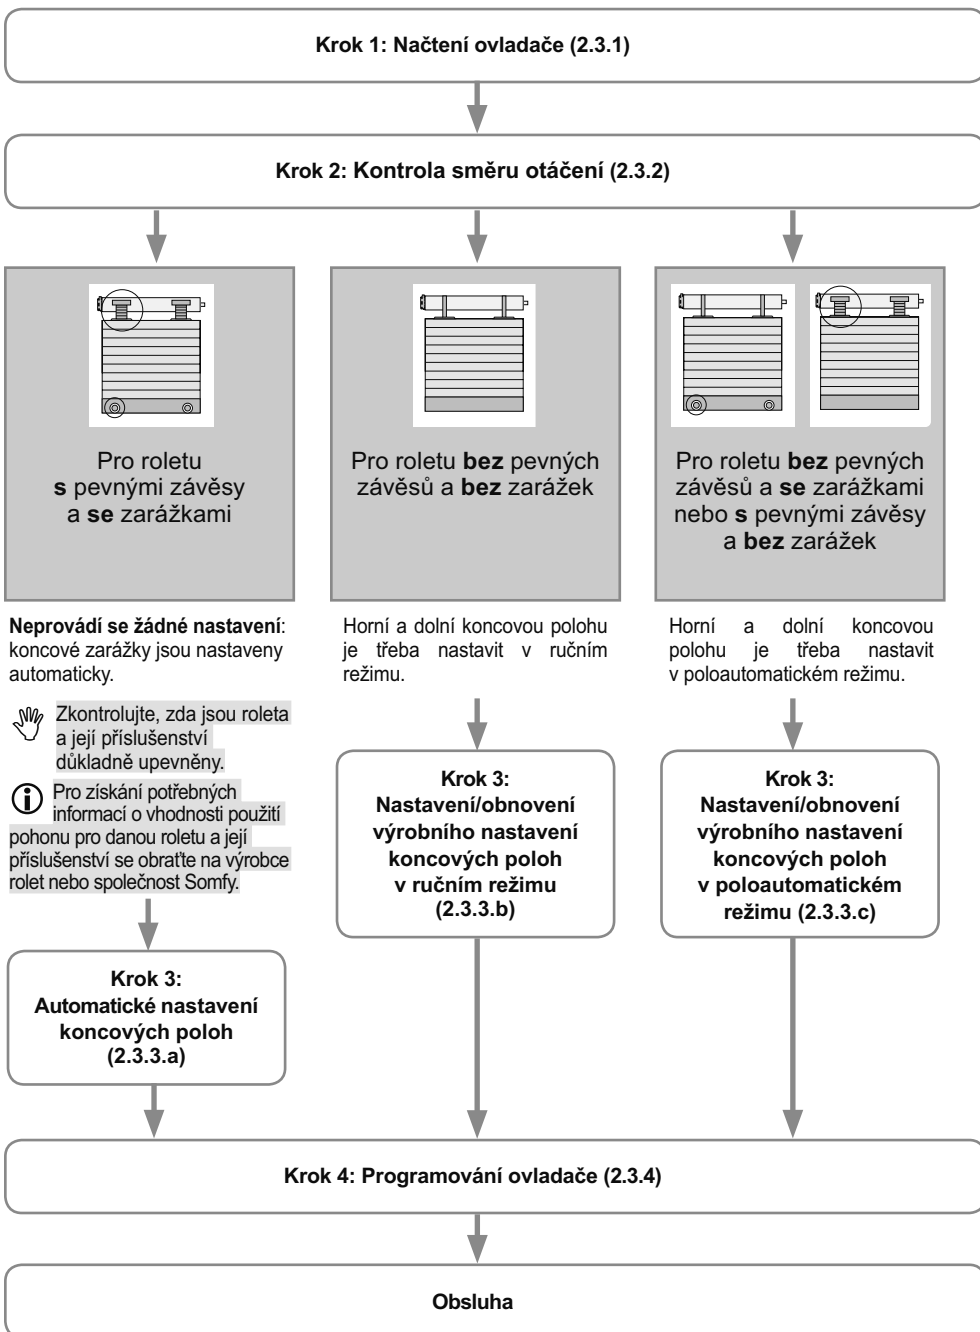 Krok 1: Načtení ovladače (2.3.1)
Krok 2: Kontrola směru otáčení (2.3.2)
Pro roletu
s pevnými závěsy
a se zarážkami
Pro roletu bez pevných
závěsů a bez zarážek
Pro roletu bez pevných
závěsů a se zarážkami
nebo s pevnými závěsy
a bez zarážek
Neprovádí se žádné nastavení:
koncové zarážky jsou nastaveny
automaticky.
Zkontrolujte, zda jsou roleta
a její příslušenství
důkladně upevněny.
Pro získání potřebných
informací o vhodnosti použití
pohonu pro danou roletu a její
příslušenství se obraťte na výrobce
rolet nebo společnost Somfy.
Krok 3:
Automatické nastavení
koncových poloh
(2.3.3.a)
Horní a dolní koncovou polohu
je třeba nastavit v ručním
režimu.
Krok 3:
Nastavení/obnovení
výrobního nastavení
koncových poloh
v ručním režimu
(2.3.3.b)
Horní a dolní koncovou
polohu je třeba nastavit
v poloautomatickém režimu.
Krok 3:
Nastavení/obnovení
výrobního nastavení
koncových poloh
v poloautomatickém
režimu (2.3.3.c)
Krok 4: Programování ovladače (2.3.4)
Obsluha